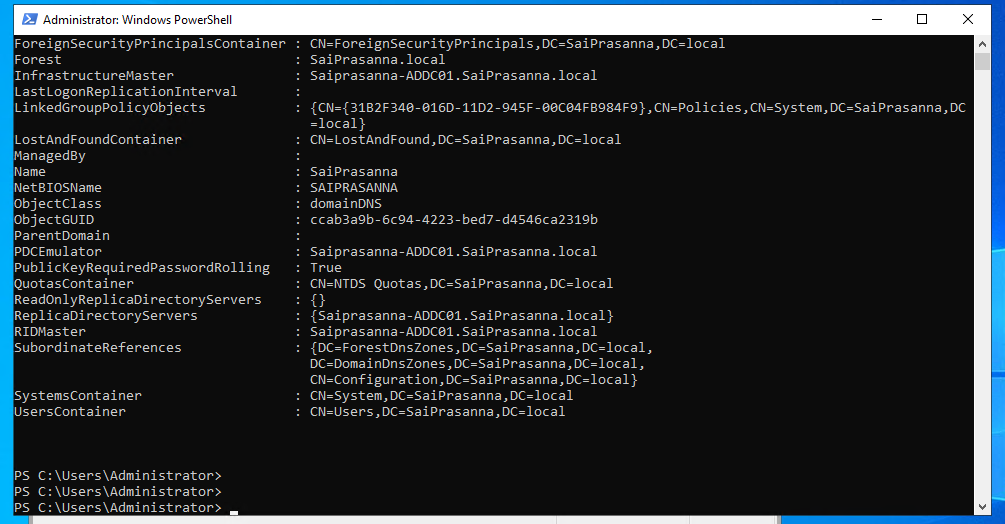 Administrator: Windows PowerShell
ForeignSecurityPrincipalsContainer : CN=ForeignSecurityPrincipals,DC=SaiPrasanna,DC=local
Forest                             : SaiPrasanna.local
InfrastructureMaster               : Saiprasanna-ADDC01.SaiPrasanna.local
LastLogonReplicationInterval       :
LinkedGroupPolicyObjects           : {CN={31B2F340-016D-11D2-945F-00C04FB984F9},CN=Policies,CN=System,DC=SaiPrasanna,DC
                                     =local}
LostAndFoundContainer              : CN=LostAndFound,DC=SaiPrasanna,DC=local
ManagedBy                          :
Name                               : SaiPrasanna
NetBIOSName                        : SAIPRASANNA
ObjectClass                        : domainDNS
ObjectGUID                         : ccab3a9b-6c94-4223-bed7-d4546ca2319b
ParentDomain                       :
PDCEmulator                        : Saiprasanna-ADDC01.SaiPrasanna.local
PublicKeyRequiredPasswordRolling   : True
QuotasContainer                    : CN=NTDS Quotas,DC=SaiPrasanna,DC=local
ReadOnlyReplicaDirectoryServers    : {}
ReplicaDirectoryServers            : {Saiprasanna-ADDC01.SaiPrasanna.local}
RIDMaster                          : Saiprasanna-ADDC01.SaiPrasanna.local
SubordinateReferences              : {DC=ForestDnsZones,DC=SaiPrasanna,DC=local,
                                     DC=DomainDnsZones,DC=SaiPrasanna,DC=local,
                                     CN=Configuration,DC=SaiPrasanna,DC=local}
SystemsContainer                   : CN=System,DC=SaiPrasanna,DC=local
UsersContainer                     : CN=Users,DC=SaiPrasanna,DC=local
PS C:\Users\Administrator>
PS C:\Users\Administrator>
PS C:\Users\Administrator>